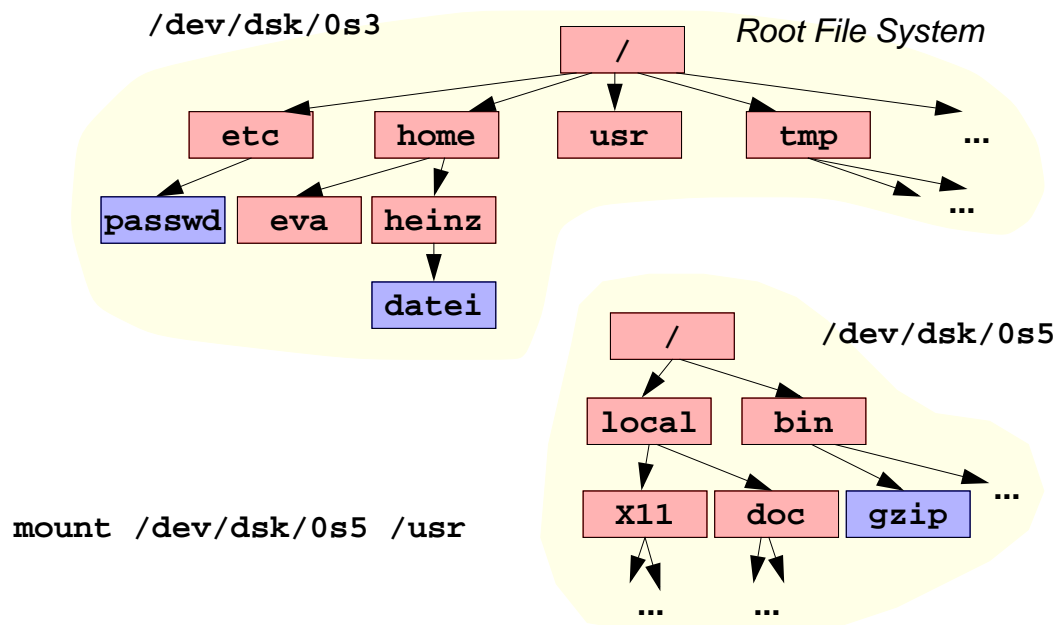 /dev/dsk/0s3
Root File System
/
etc home usr tmp ...
passwd eva heinz ...
datei
/ /dev/dsk/0s5
local bin
X11 doc gzip ...
mount /dev/dsk/0s5 /usr
... ...